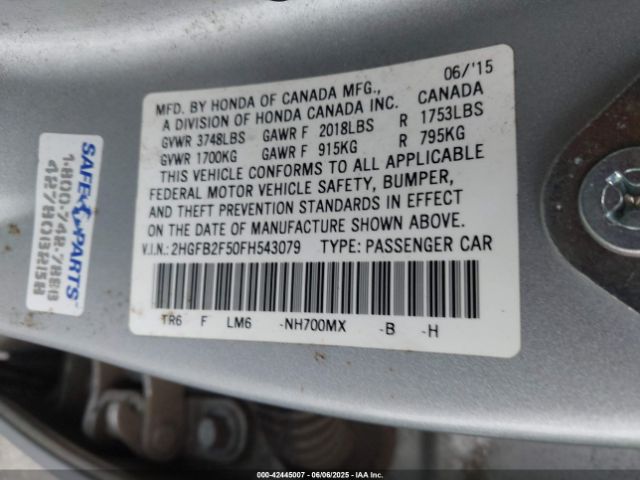 06/'15
MFD. BY HONDA OF CANADA MFG., CANADA
A DIVISION OF HONDA CANADA INC.
GVWR 3748LBS GAWR F 2018LBS R 1753LBS
GVWR 1700KG GAWR F 915KG R 795KG
THIS VEHICLE CONFORMS TO ALL APPLICABLE
FEDERAL MOTOR VEHICLE SAFETY, BUMPER,
AND THEFT PREVENTION STANDARDS IN EFFECT
ON THE DATE OF MANUFACTURE SHOWN ABOVE.
V.I.N.: 2HGFB2F50FH543079 TYPE: PASSENGER CAR
TR6 F LM6 -NH700MX -B -H
SAFE PARTS
1-800-742-7888
000-42445007 - 06/06/2025 - IAAI Inc.